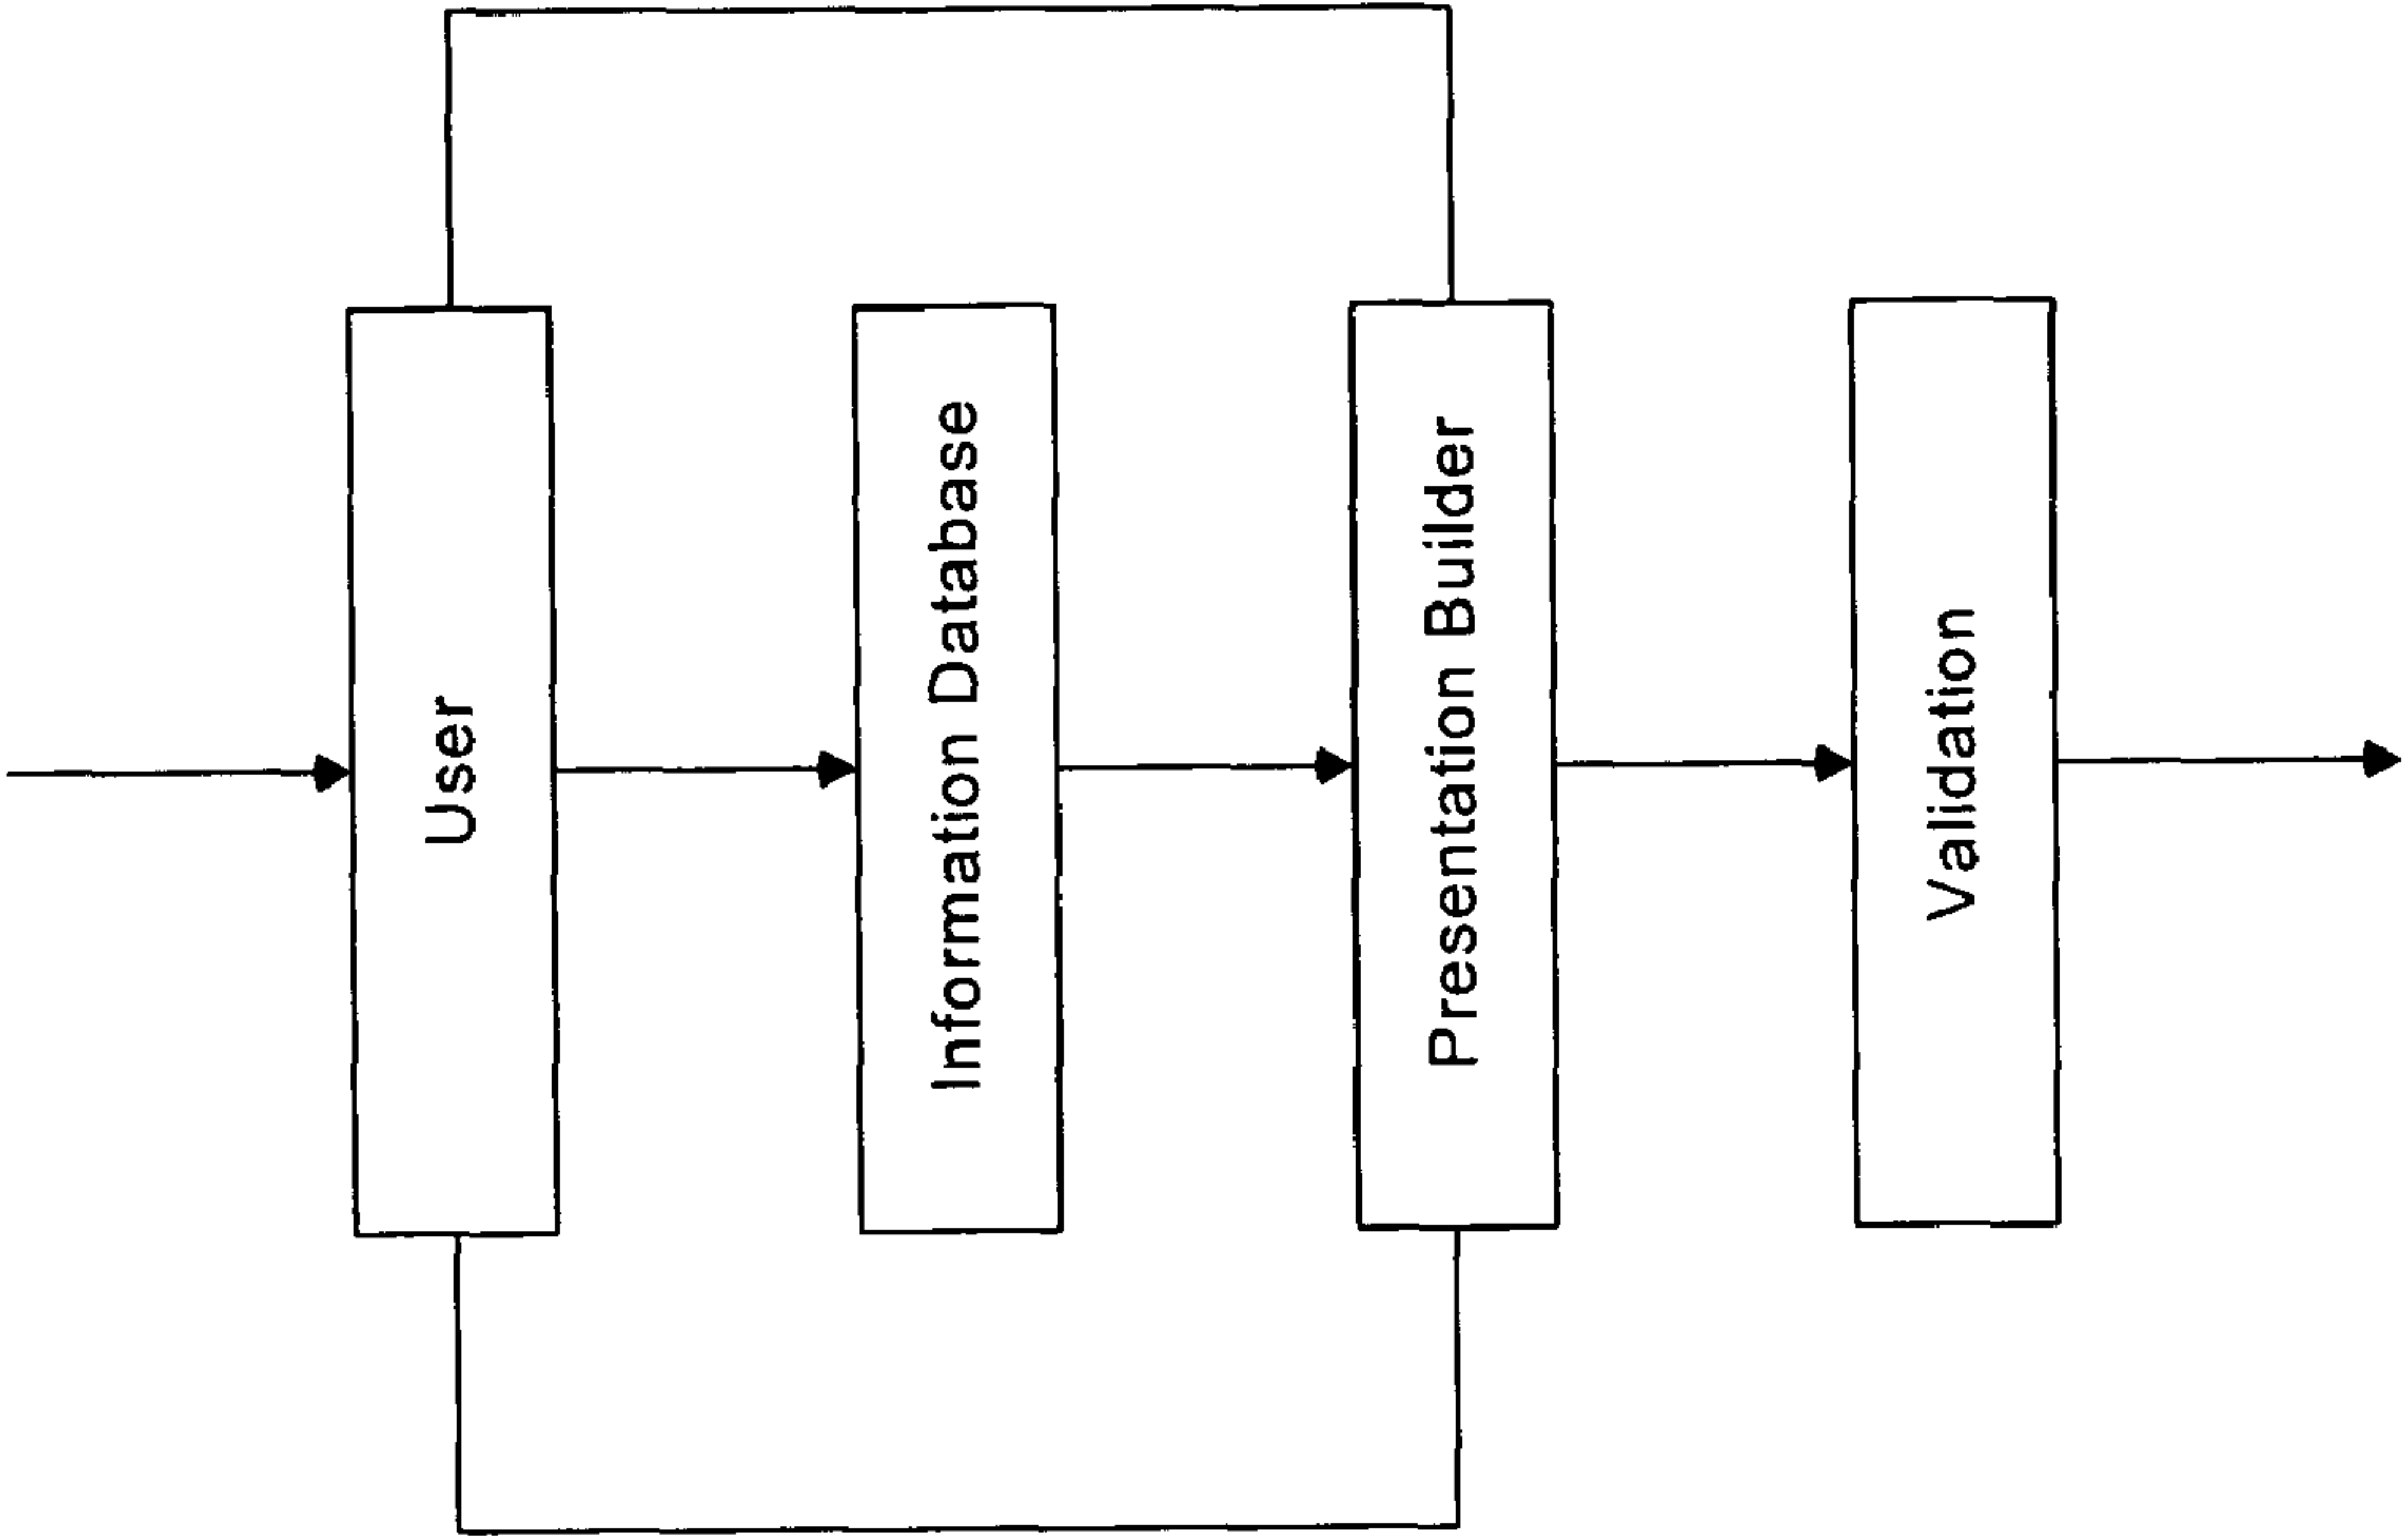 User
Information Database
Presentation Builder
Validation